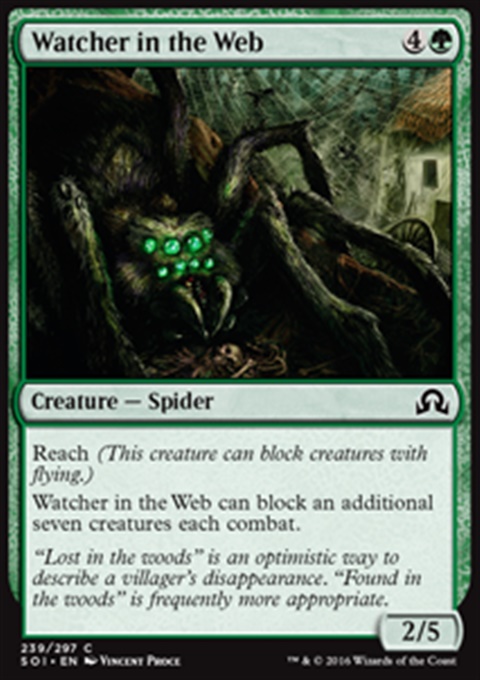 Watcher in the Web 4
Creature — Spider
Reach (This creature can block creatures with
flying.)
Watcher in the Web can block an additional
seven creatures each combat.
“Lost in the woods” is an optimistic way to
describe a villager’s disappearance. “Found in
the woods” is frequently more appropriate.
2/5
239/297 C
SOI • EN Vincent Proce
™ & © 2016 Wizards of the Coast